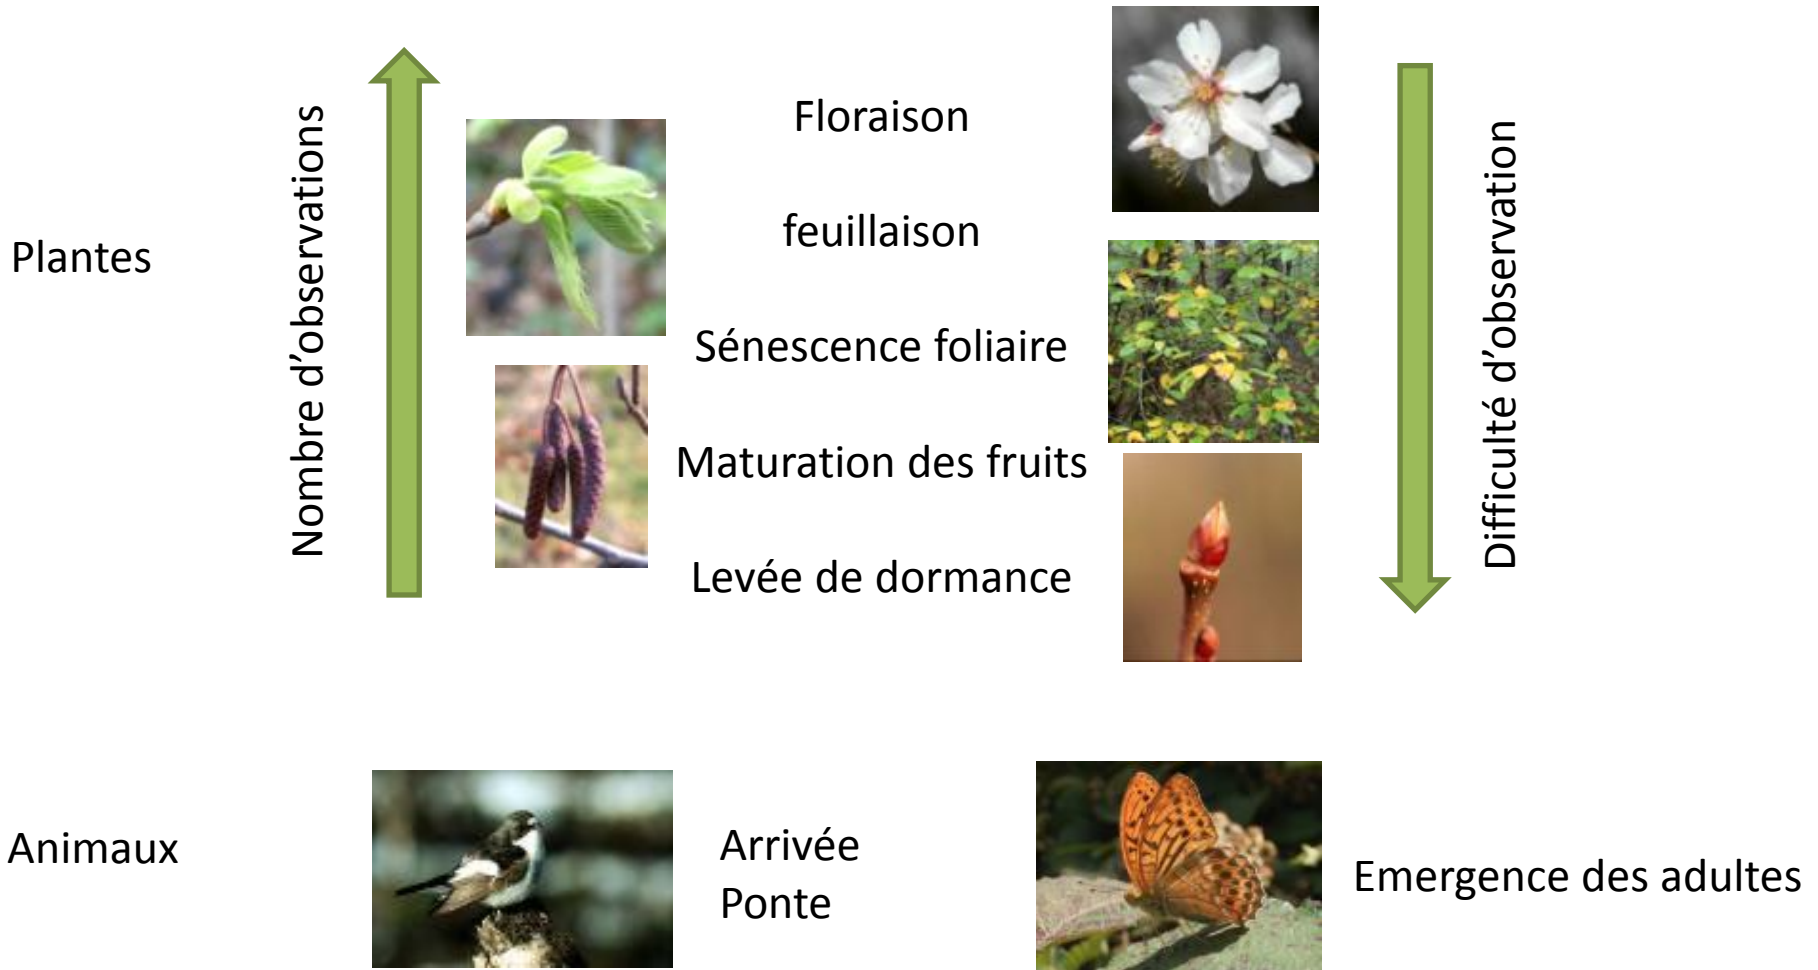 Plantes
Nombre d'observations
Floraison
feuillaison
Sénescence foliaire
Maturation des fruits
Levée de dormance
Difficulté d'observation
Animaux
Arrivée
Ponte
Emergence des adultes